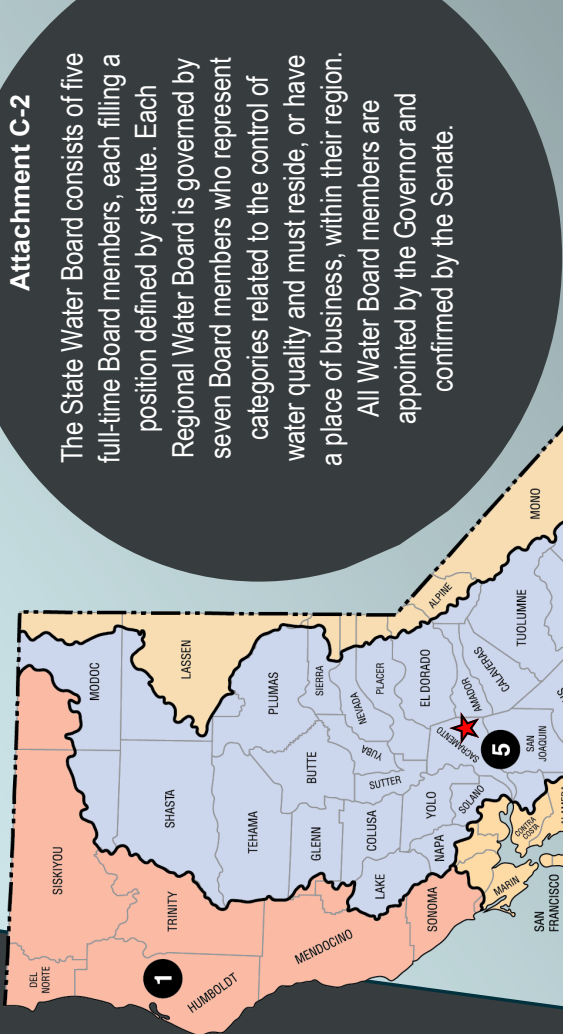 Attachment C-2
The State Water Board consists of five
full-time Board members, each filling a
position defined by statute. Each
Regional Water Board is governed by
seven Board members who represent
categories related to the control of
water quality and must reside, or have
a place of business, within their region.
All Water Board members are
appointed by the Governor and
confirmed by the Senate.
DEL
NORTE
SISKIYOU
MODOC
1
HUMBOLDT
TRINITY
SHASTA
LASSEN
TEHAMA
PLUMAS
MENDOCINO
GLENN
BUTTE
SIERRA
LAKE
COLUSA
SUTTER
YUBA
NEVADA
PLACER
SONOMA
NAPA
YOLO
EL DORADO
ALPINE
SOLANO
SACRAMENTO
AMADOR
CALAVERAS
5
MARIN
CONTRA
COSTA
SAN
JOAQUIN
TUOLUMNE
MONO
SAN
FRANCISCO